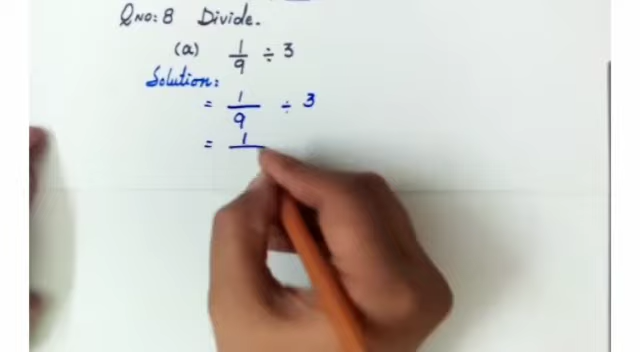 Q NO: 8 Divide.
(a) 1/9 ÷ 3
Solution:
= 1/9 ÷ 3
= 1